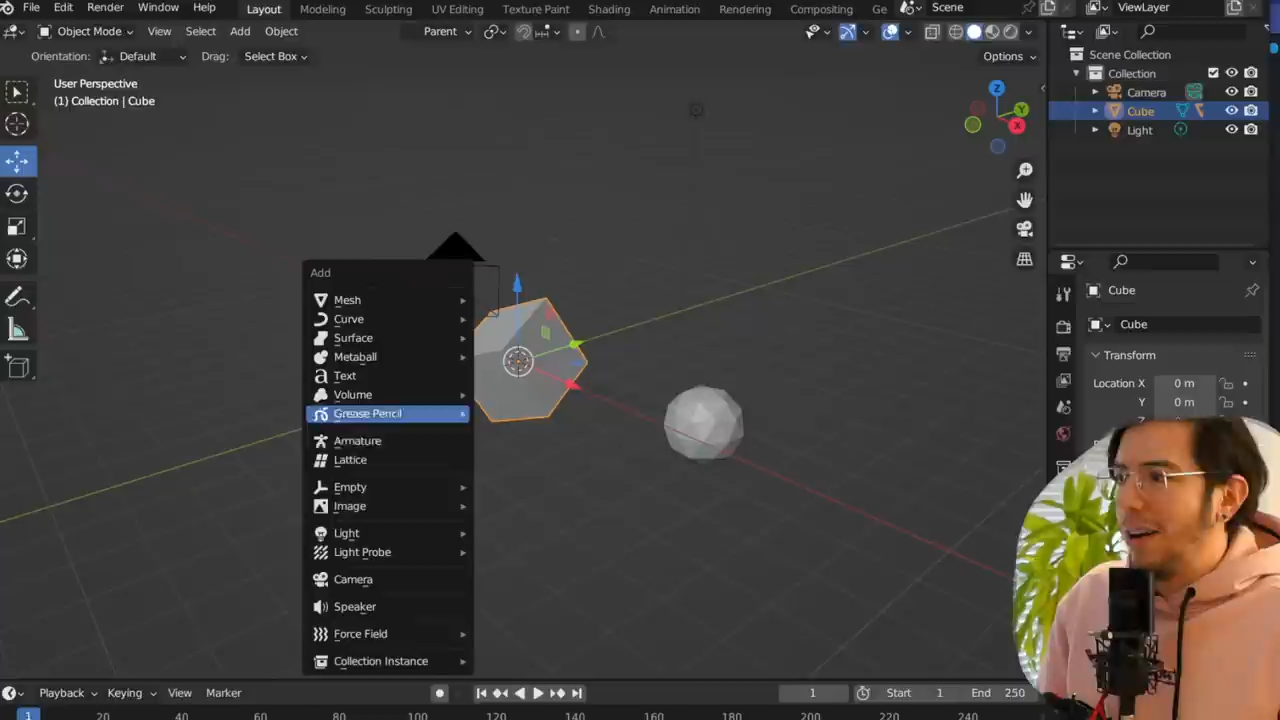 File Edit Render Window Help Layout Modeling Sculpting UV Editing Texture Paint Shading Animation Rendering Compositing Ge Scene ViewLayer
Object Mode View Select Add Object Parent
Orientation: Default Drag: Select Box Options
User Perspective
(1) Collection | Cube
Z
Y
X
Add
Mesh
Curve
Surface
Metaball
Text
Volume
Grease Pencil
Armature
Lattice
Empty
Image
Light
Light Probe
Camera
Speaker
Force Field
Collection Instance
Scene Collection
Collection
Camera
Cube
Light
Cube
Cube
Transform
Location X 0 m
Y 0 m
Playback Keying View Marker 1 Start 1 End 250
1 20 40 60 80 100 120 140 160 180 200 220 240